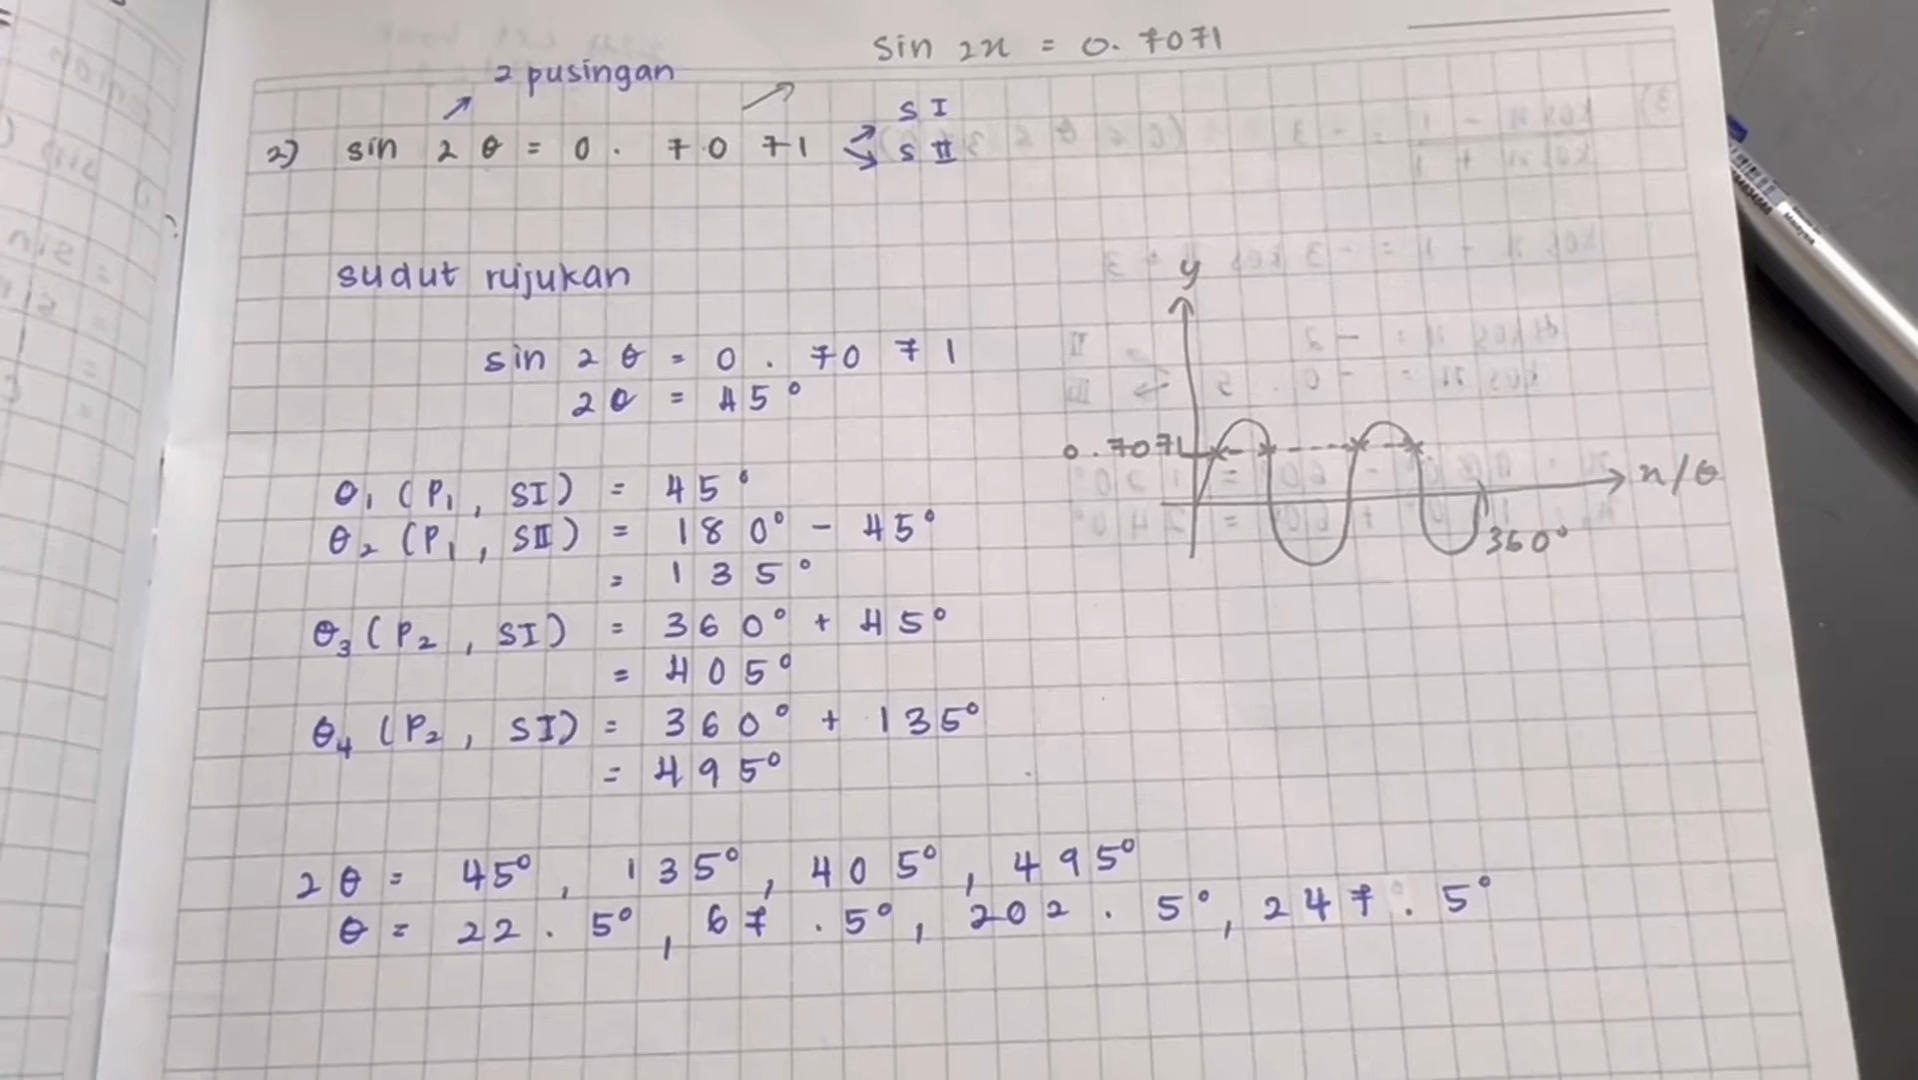 sin 2x = 0.7071
2 pusingan
S I
2) sin 2θ = 0.7071
S II
sudut rujukan
sin 2θ = 0.7071
2θ = 45°
θ₁ (P₁, SI) = 45°
θ₂ (P₁, SII) = 180° - 45°
= 135°
θ₃ (P₂, SI) = 360° + 45°
= 405°
θ₄ (P₂, SI) = 360° + 135°
= 495°
2θ = 45°, 135°, 405°, 495°
θ = 22.5°, 67.5°, 202.5°, 247.5°
y
0.7071
x/θ
360°